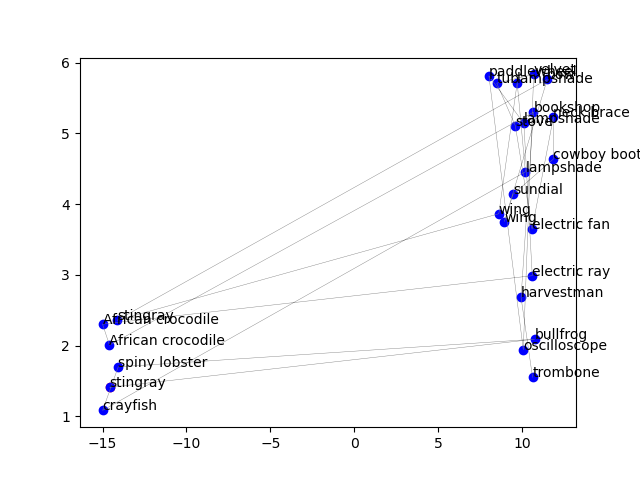 6
paddlewheel
velvet
lampshade
bookshop
neck brace
5
lampshade
stove
cowboy boot
lampshade
sundial
4
wing
wing
electric fan
3
electric ray
harvestman
stingray
African crocodile
2
African crocodile
bullfrog
oscilloscope
spiny lobster
trombone
stingray
crayfish
1
−15
−10
−5
0
5
10